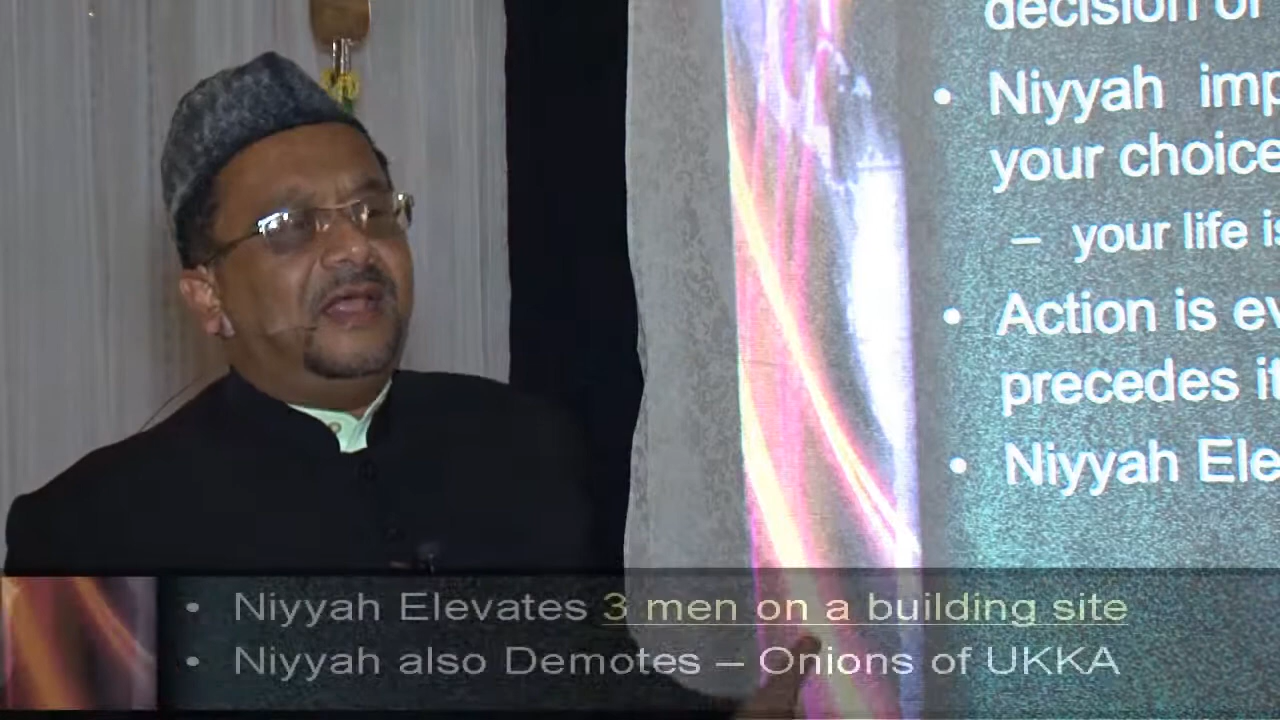 decision or
• Niyyah imp
your choice
– your life is
• Action is ev
precedes it
• Niyyah Ele
• Niyyah Elevates 3 men on a building site
• Niyyah also Demotes – Onions of UKKA